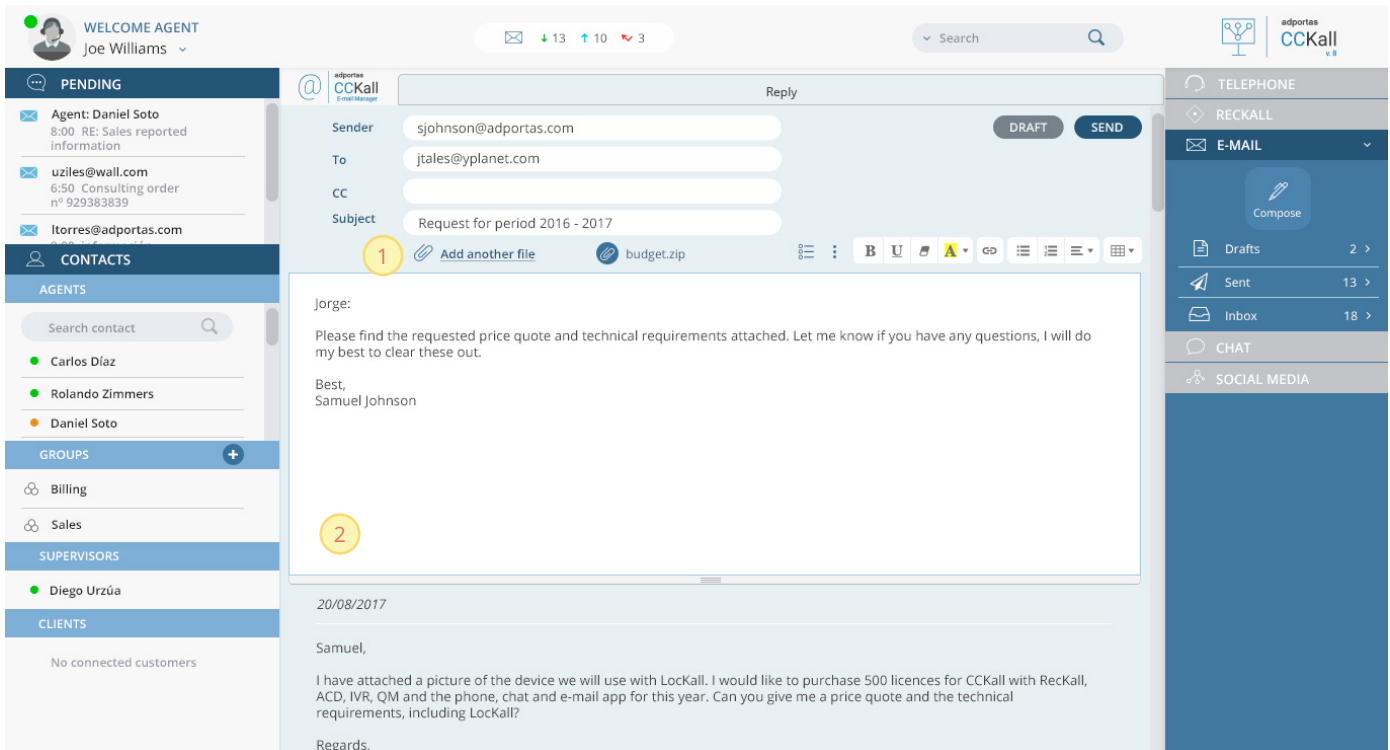 WELCOME AGENT
Joe Williams
13 10 3
Search
adportas
CCKall
v. 8
PENDING
Agent: Daniel Soto
8:00 RE: Sales reported
information
uziles@wall.com
6:50 Consulting order
nº 929383839
ltorres@adportas.com
CONTACTS
AGENTS
Search contact
Carlos Díaz
Rolando Zimmers
Daniel Soto
GROUPS
Billing
Sales
SUPERVISORS
Diego Urzúa
CLIENTS
No connected customers
@
adportas
CCKall
E-mail Manager
Reply
Sender
sjohnson@adportas.com
DRAFT
SEND
To
jtales@yplanet.com
CC
Subject
Request for period 2016 - 2017
1
Add another file
budget.zip
B U A
Jorge:
Please find the requested price quote and technical requirements attached. Let me know if you have any questions, I will do
my best to clear these out.
Best,
Samuel Johnson
2
20/08/2017
Samuel,
I have attached a picture of the device we will use with LocKall. I would like to purchase 500 licences for CCKall with RecKall,
ACD, IVR, QM and the phone, chat and e-mail app for this year. Can you give me a price quote and the technical
requirements, including LocKall?
Regards,
TELEPHONE
RECKALL
E-MAIL
Compose
Drafts 2 >
Sent 13 >
Inbox 18 >
CHAT
SOCIAL MEDIA